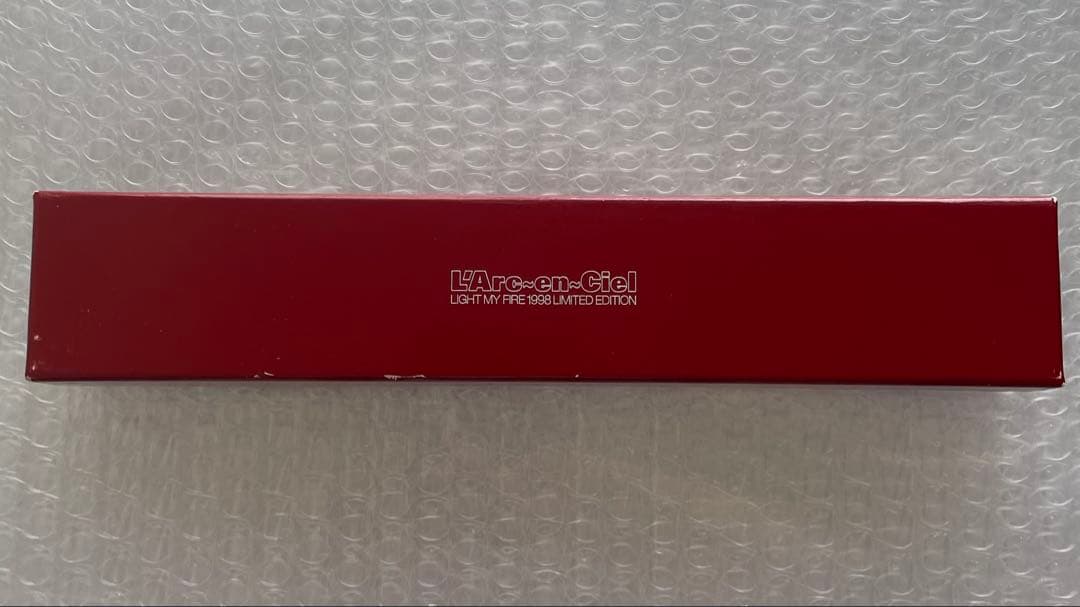 L'Arc~en~Ciel
LIGHT MY FIRE 1998 LIMITED EDITION